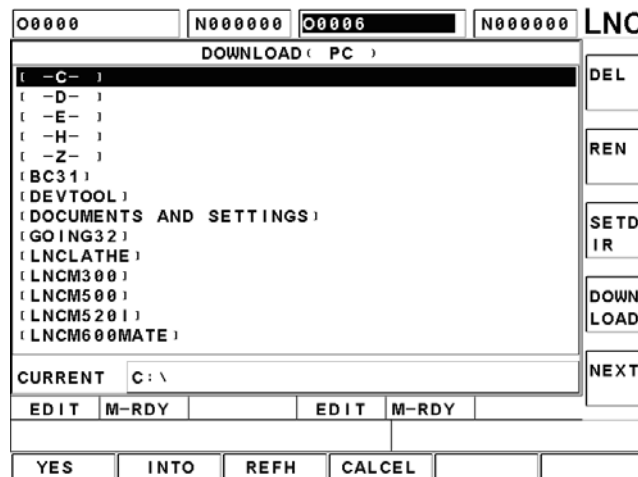 O0000 N000000 O0006 N000000 LNC
DOWNLOAD( PC )
[ -C- ]
[ -D- ]
[ -E- ]
[ -H- ]
[ -Z- ]
[BC31]
[DEVTOOL]
[DOCUMENTS AND SETTINGS]
[GOING32]
[LNCLATHE]
[LNCM300]
[LNCM500]
[LNCM520I]
[LNCM600MATE]
CURRENT C:\
EDIT M-RDY EDIT M-RDY
YES INTO REFH CALCEL
DEL
REN
SETD
IR
DOWN
LOAD
NEXT